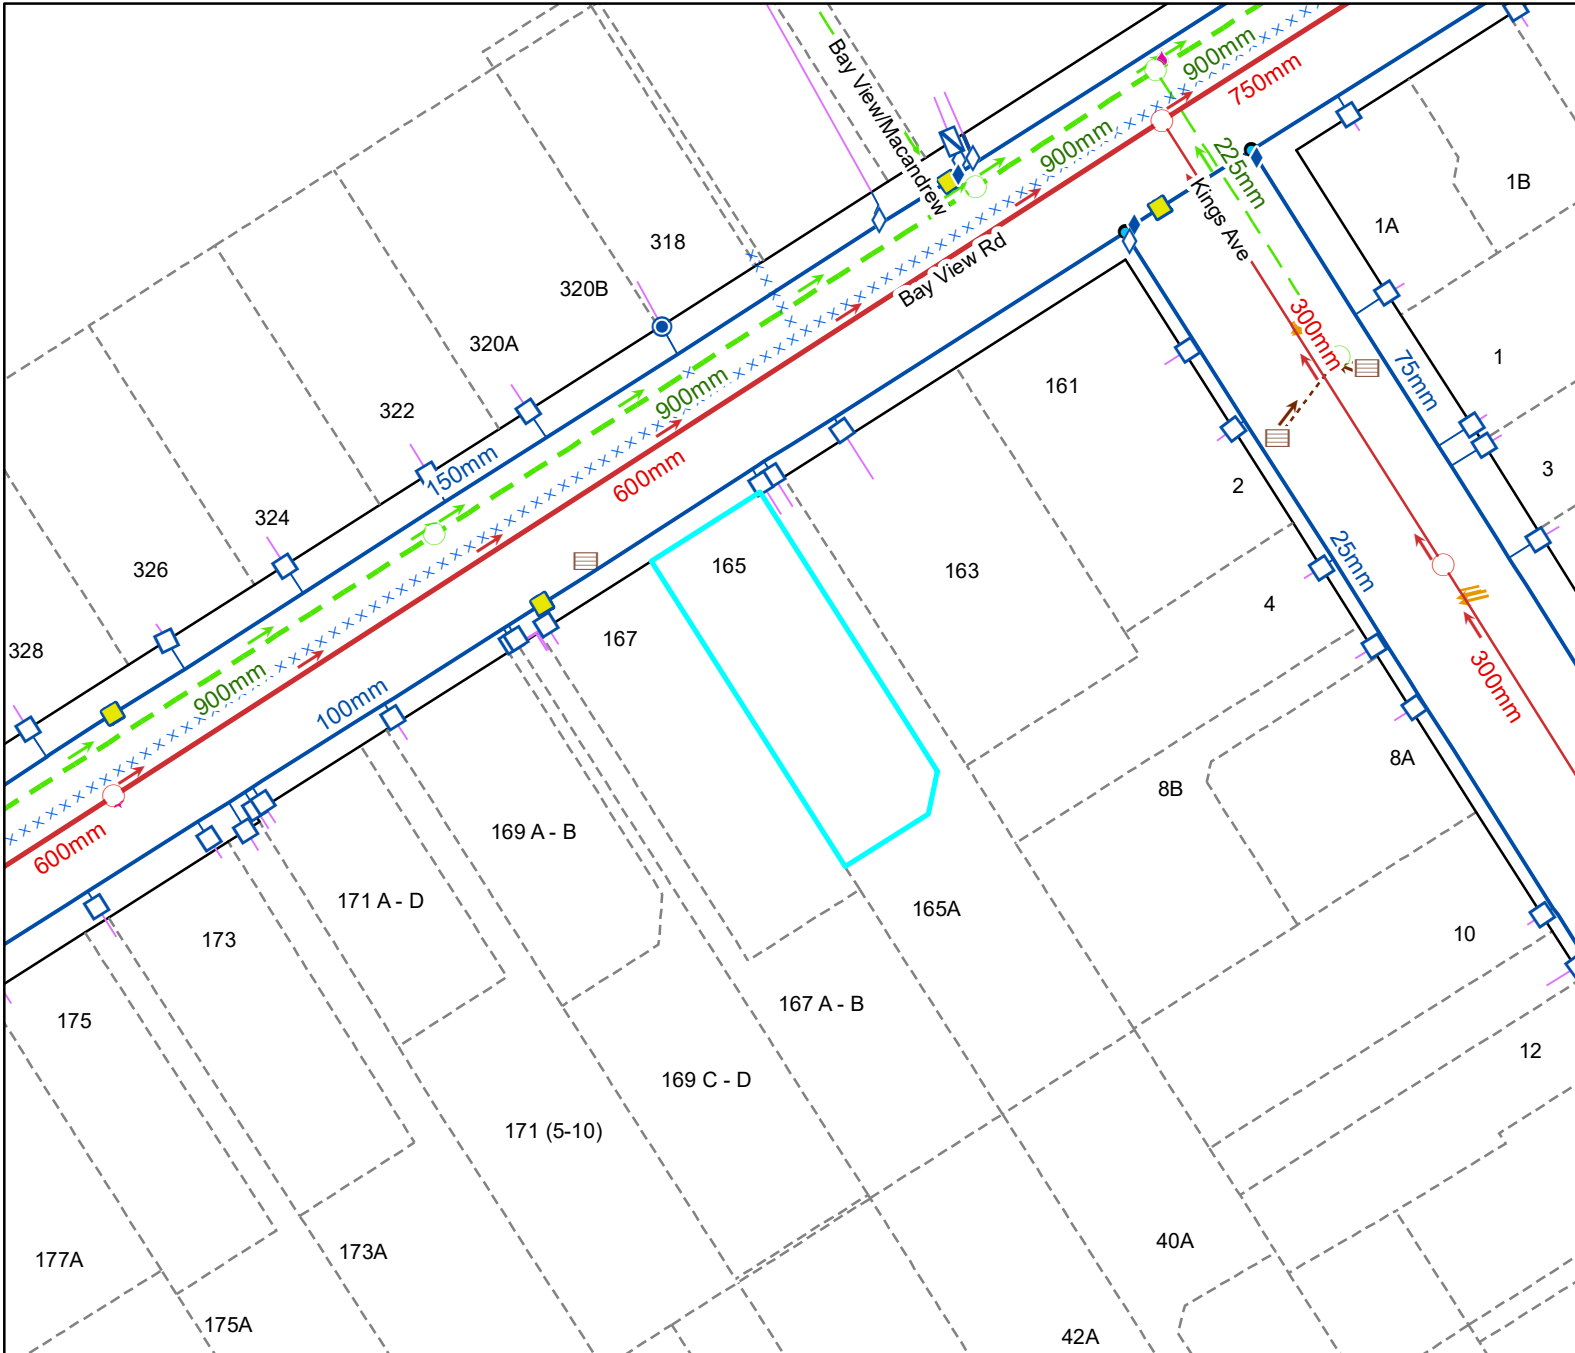 Bay View/Macandrew
900mm
750mm
900mm
225mm
1B
Kings Ave
1A
318
Bay View Rd
320B
300mm
320A
1
75mm
161
900mm
322
150mm
600mm
3
2
324
25mm
165
163
326
4
167
328
900mm
300mm
100mm
8A
8B
169 A - B
600mm
171 A - D
165A
173
10
167 A - B
175
12
169 C - D
171 (5-10)
40A
173A
177A
175A
42A